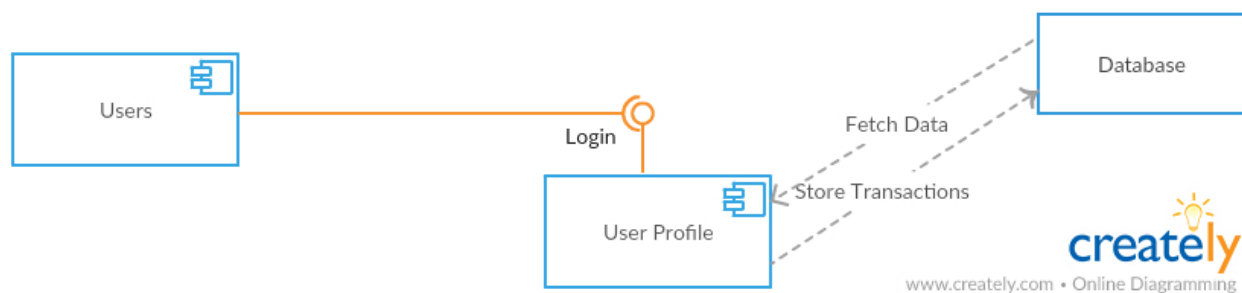 Users
Login
User Profile
Fetch Data
Store Transactions
Database
creately
www.creately.com • Online Diagramming